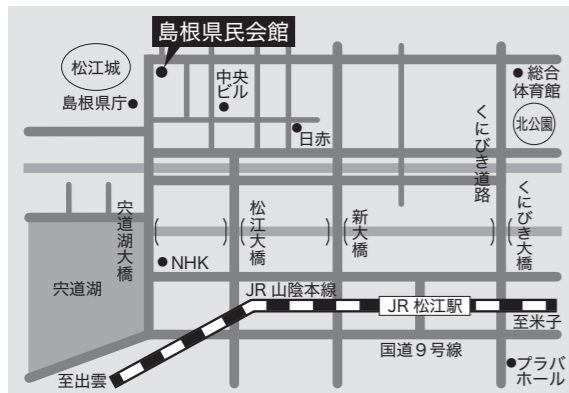 島根県民会館
松江城
島根県庁
中央
ビル
日赤
総合
体育館
北公園
くにびき道路
宍道湖大橋
松江大橋
新大橋
くにびき大橋
NHK
宍道湖
JR 山陰本線
JR 松江駅
至米子
国道９号線
至出雲
プラバ
ホール